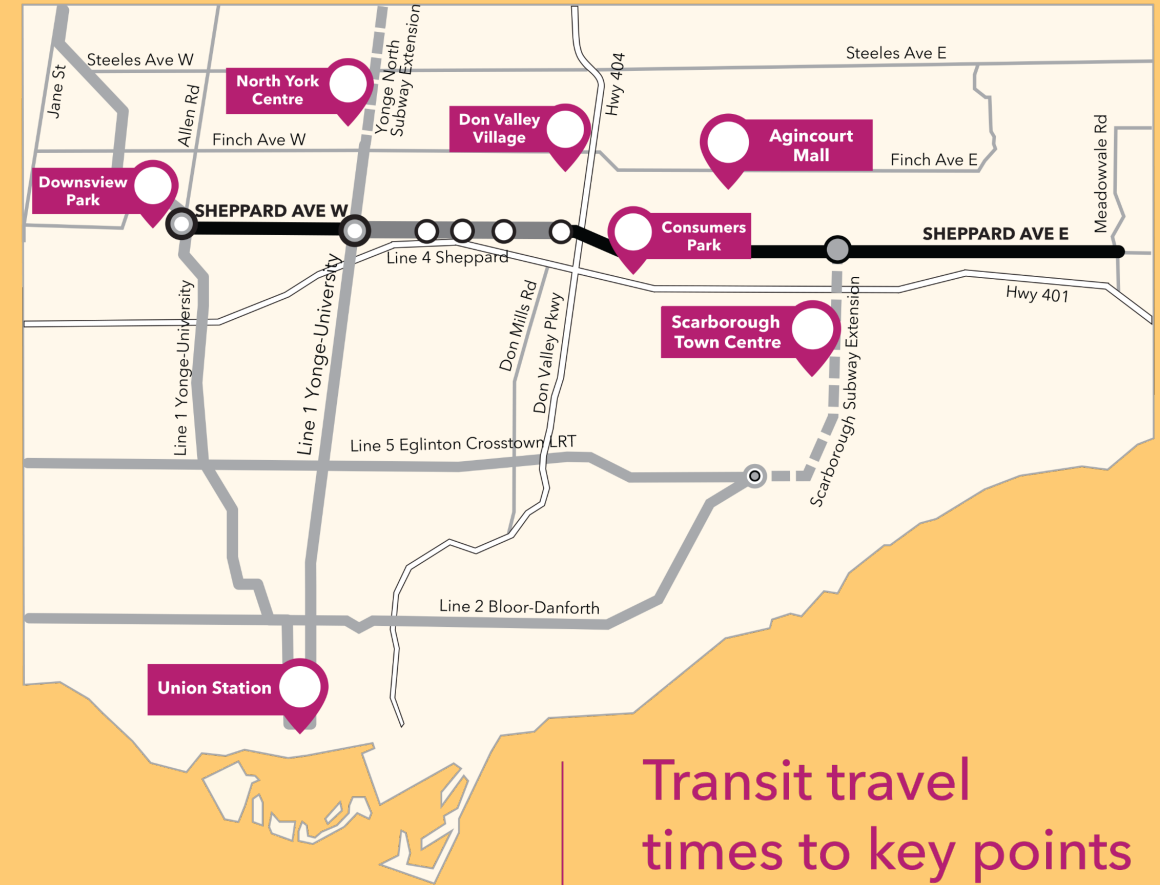 Steeles Ave W
Steeles Ave E
Jane St
Allen Rd
North York
Centre
Yonge North
Subway Extension
Hwy 404
Don Valley
Village
Agincourt
Mall
Finch Ave W
Finch Ave E
Meadowvale Rd
Downsview
Park
SHEPPARD AVE W
Consumers
Park
SHEPPARD AVE E
Line 4 Sheppard
Hwy 401
Line 1 Yonge-University
Line 1 Yonge-University
Don Mills Rd
Don Valley Pkwy
Scarborough
Town Centre
Scarborough Subway Extension
Line 5 Eglinton Crosstown LRT
Line 2 Bloor-Danforth
Union Station
Transit travel
times to key points